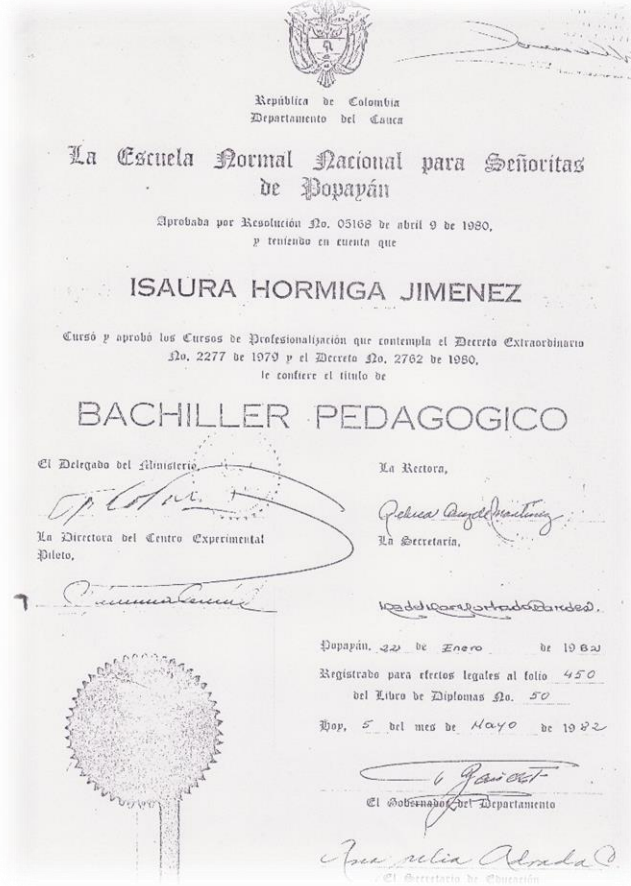 República de Colombia
Departamento del Cauca
La Escuela Normal Nacional para Señoritas
de Popayán
Aprobada por Resolución No. 05168 de abril 9 de 1980,
y teniendo en cuenta que
ISAURA HORMIGA JIMENEZ
Cursó y aprobó los Cursos de Profesionalización que contempla el Decreto Extraordinario
No. 2277 de 1979 y el Decreto No. 2762 de 1980,
le confiere el título de
BACHILLER PEDAGOGICO
El Delegado del Ministerio,
La Directora del Centro Experimental
Piloto,
La Rectora,
La Secretaria,
Popayán, 22 de Enero de 1982
Registrado para efectos legales al folio 450
del Libro de Diplomas No. 50
Hoy, 5 del mes de Mayo de 1982
El Gobernador del Departamento
El Secretario de Educación